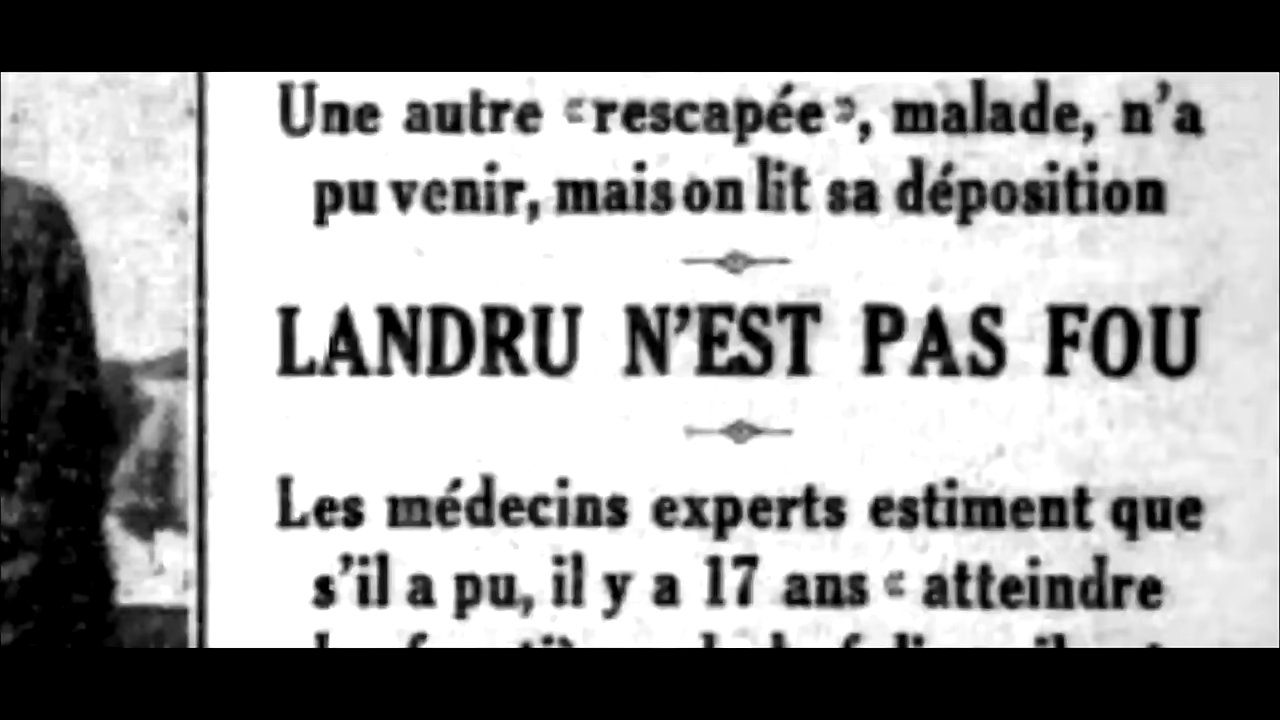 Une autre « rescapée », malade, n'a
pu venir, mais on lit sa déposition
LANDRU N'EST PAS FOU
Les médecins experts estiment que
s'il a pu, il y a 17 ans « atteindre